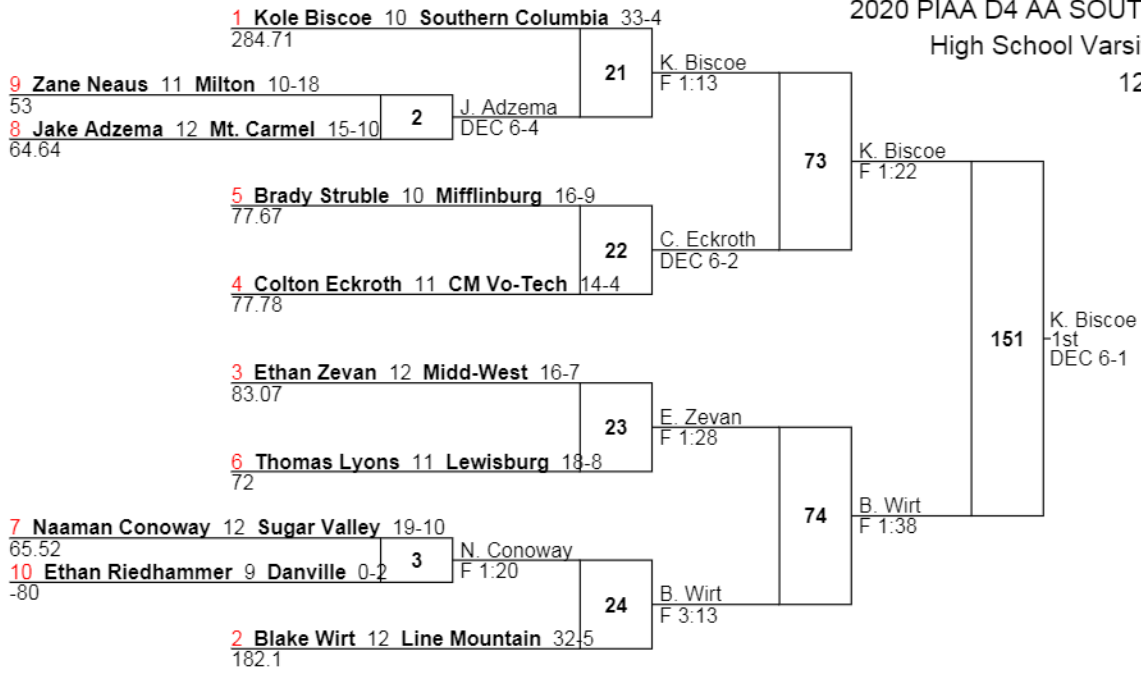 2020 PIAA D4 AA SOUT
High School Varsi
12
1 Kole Biscoe 10 Southern Columbia 33-4
284.71
21
K. Biscoe
F 1:13
9 Zane Neaus 11 Milton 10-18
53
2
J. Adzema
DEC 6-4
8 Jake Adzema 12 Mt. Carmel 15-10
64.64
73
K. Biscoe
F 1:22
5 Brady Struble 10 Mifflinburg 16-9
77.67
22
C. Eckroth
DEC 6-2
4 Colton Eckroth 11 CM Vo-Tech 14-4
77.78
151
K. Biscoe
1st
DEC 6-1
3 Ethan Zevan 12 Midd-West 16-7
83.07
23
E. Zevan
F 1:28
6 Thomas Lyons 11 Lewisburg 18-8
72
74
B. Wirt
F 1:38
7 Naaman Conoway 12 Sugar Valley 19-10
65.52
3
N. Conoway
F 1:20
10 Ethan Riedhammer 9 Danville 0-2
-80
24
B. Wirt
F 3:13
2 Blake Wirt 12 Line Mountain 32-5
182.1